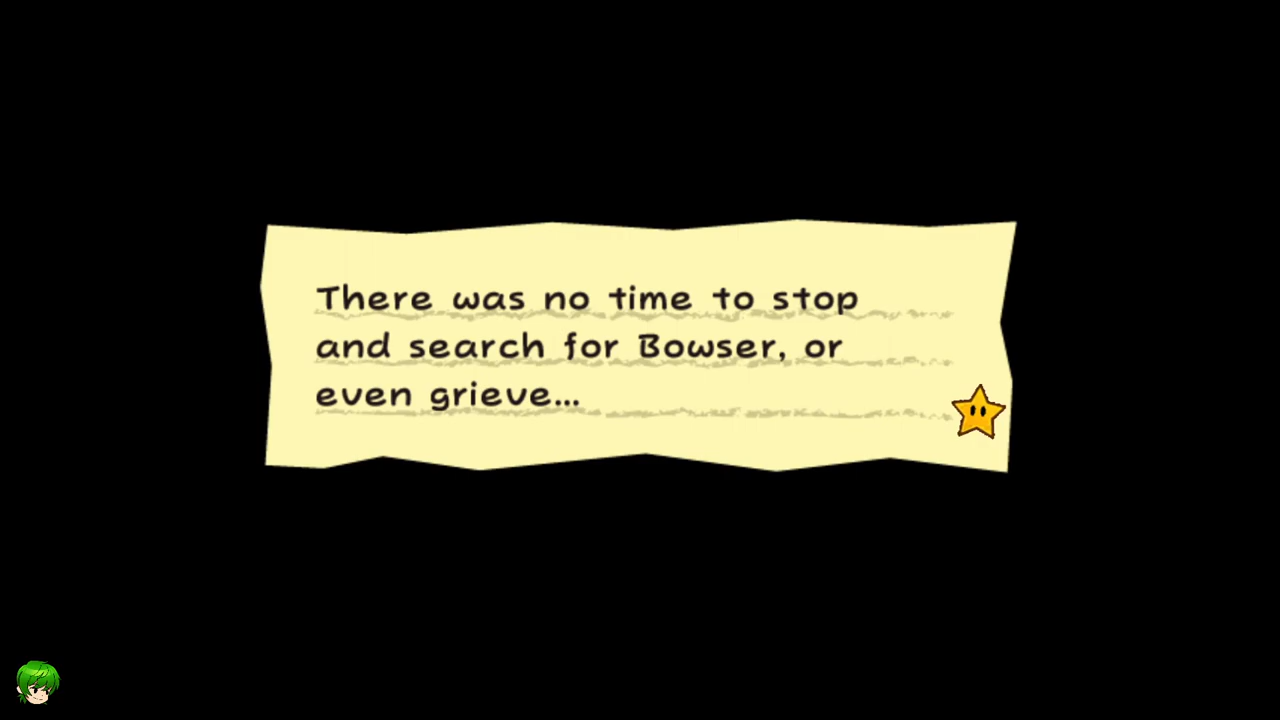 There was no time to stop
and search for Bowser, or
even grieve...